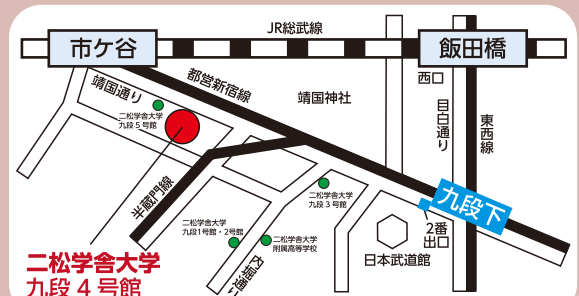 JR総武線
市ケ谷
飯田橋
西口
都営新宿線
靖国神社
靖国通り
目白通り
東西線
二松学舎大学
九段5号館
半蔵門線
二松学舎大学
九段3号館
九段下
2番
出口
二松学舎大学
九段1号館・2号館
二松学舎大学
附属高等学校
日本武道館
内堀通り
二松学舎大学
九段4号館